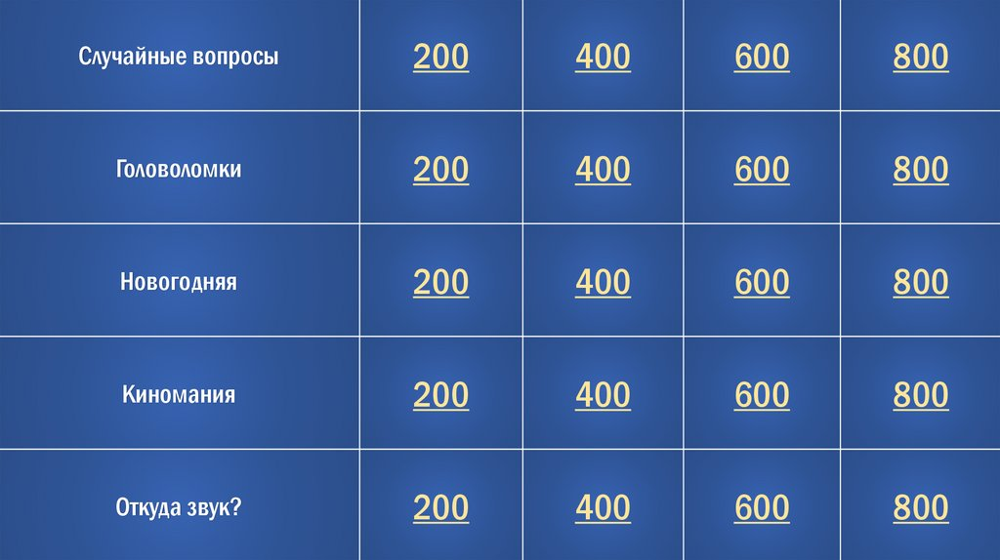 Случайные вопросы 200 400 600 800
Головоломки 200 400 600 800
Новогодняя 200 400 600 800
Киномания 200 400 600 800
Откуда звук? 200 400 600 800